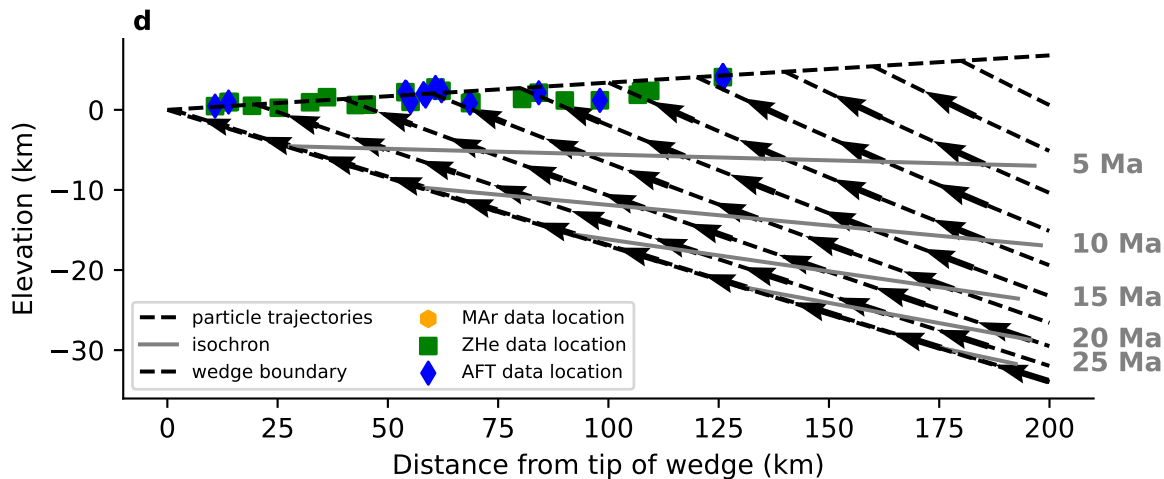 d
Elevation (km)
0
−10
−20
−30
5 Ma
10 Ma
15 Ma
20 Ma
25 Ma
particle trajectories
isochron
wedge boundary
MAr data location
ZHe data location
AFT data location
0 25 50 75 100 125 150 175 200
Distance from tip of wedge (km)